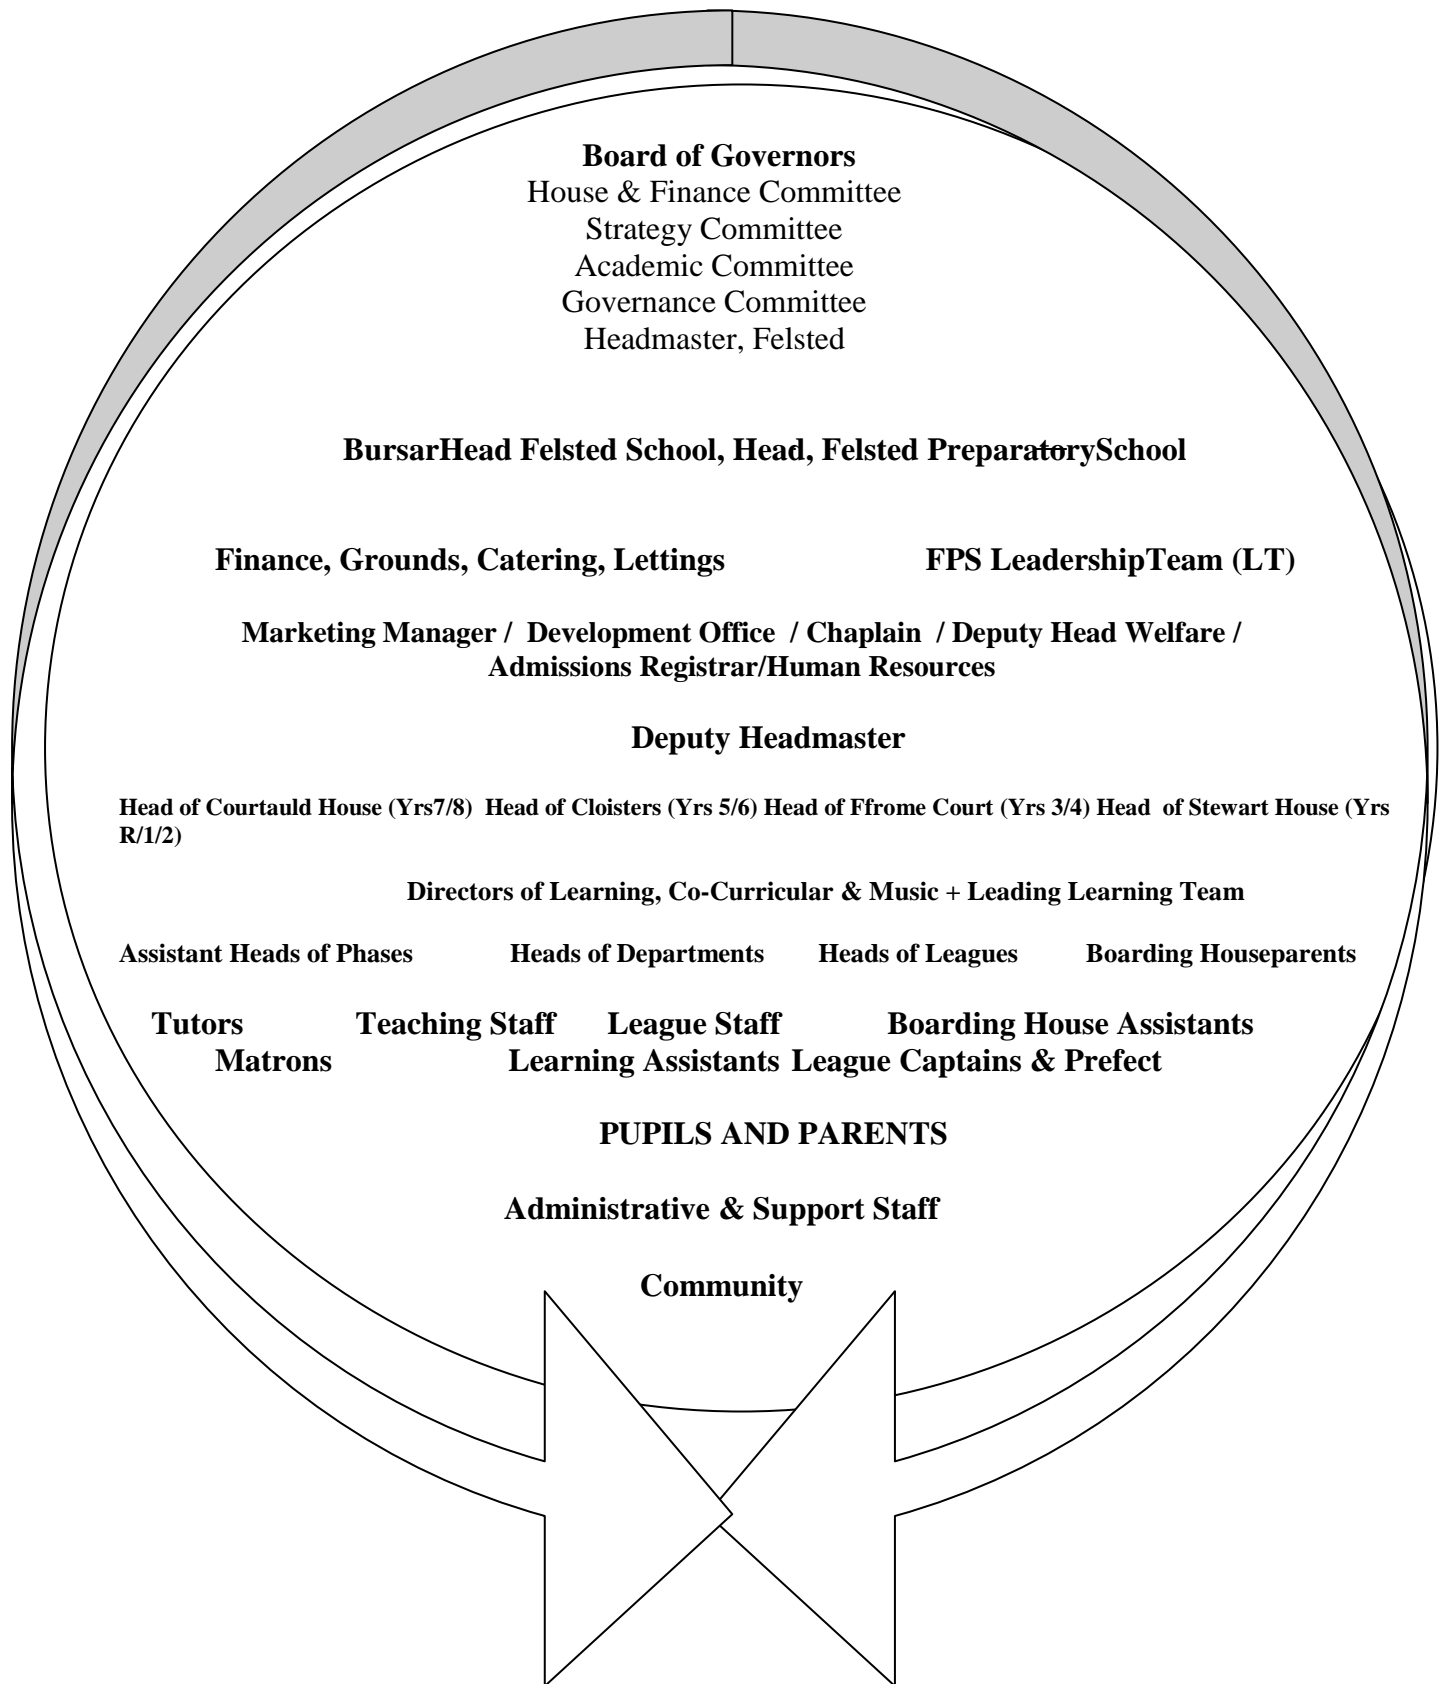 Board of Governors
House & Finance Committee
Strategy Committee
Academic Committee
Governance Committee
Headmaster, Felsted
BursarHead Felsted School, Head, Felsted PreparatorySchool
Finance, Grounds, Catering, Lettings FPS LeadershipTeam (LT)
Marketing Manager / Development Office / Chaplain / Deputy Head Welfare /
Admissions Registrar/Human Resources
Deputy Headmaster
Head of Courtauld House (Yrs7/8) Head of Cloisters (Yrs 5/6) Head of Ffrome Court (Yrs 3/4) Head of Stewart House (Yrs
R/1/2)
Directors of Learning, Co-Curricular & Music + Leading Learning Team
Assistant Heads of Phases Heads of Departments Heads of Leagues Boarding Houseparents
Tutors Teaching Staff League Staff Boarding House Assistants
Matrons Learning Assistants League Captains & Prefect
PUPILS AND PARENTS
Administrative & Support Staff
Community